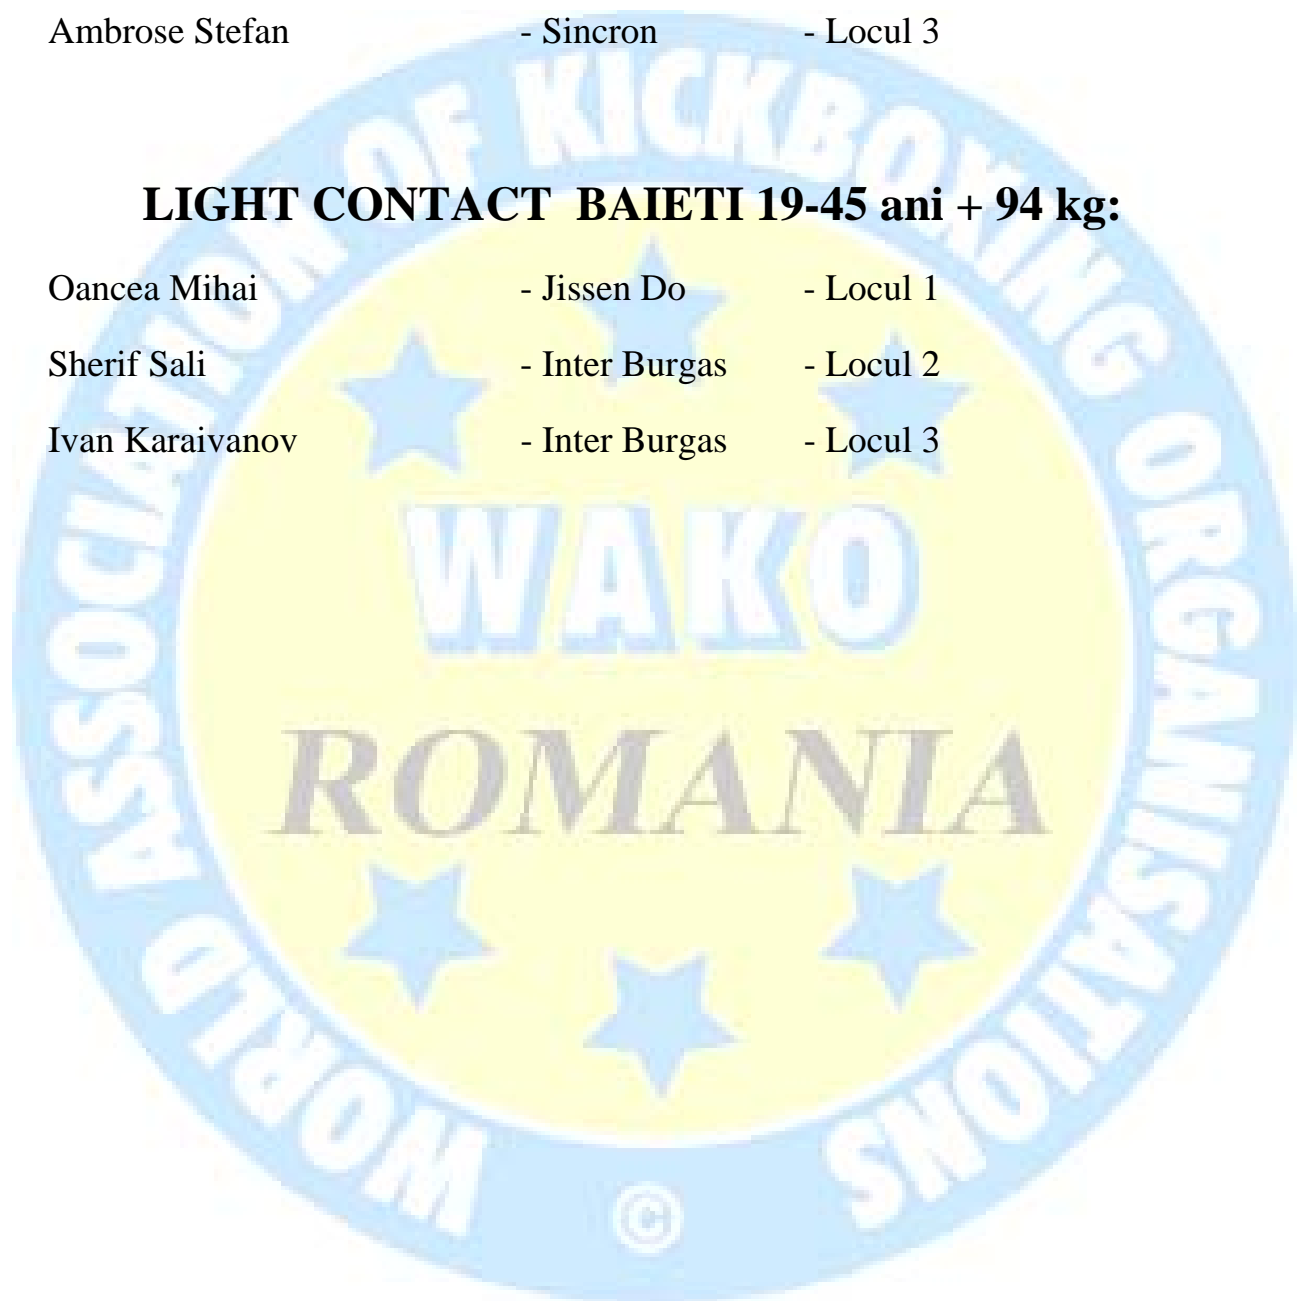 Ambrose Stefan - Sincron - Locul 3
LIGHT CONTACT BAIETI 19-45 ani + 94 kg:
Oancea Mihai - Jissen Do - Locul 1
Sherif Sali - Inter Burgas - Locul 2
Ivan Karaivanov - Inter Burgas - Locul 3
WORLD ASSOCIATION OF KICKBOXING ORGANISATIONS
WAKO
ROMANIA
©